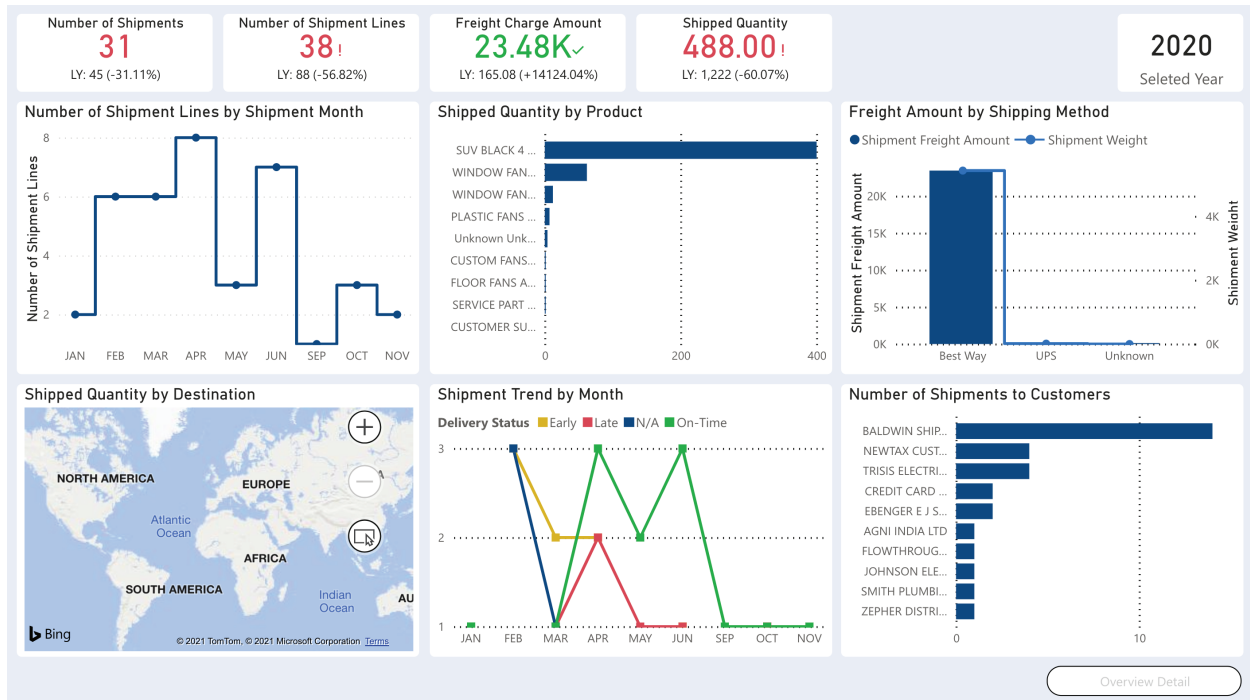 Number of Shipments
31
LY: 45 (-31.11%)
Number of Shipment Lines
38!
LY: 88 (-56.82%)
Freight Charge Amount
23.48K✓
LY: 165.08 (+14124.04%)
Shipped Quantity
488.00!
LY: 1,222 (-60.07%)
2020
Seleted Year
Number of Shipment Lines by Shipment Month
Number of Shipment Lines
8
6
4
2
JAN FEB MAR APR MAY JUN SEP OCT NOV
Shipped Quantity by Product
SUV BLACK 4 ...
WINDOW FAN...
WINDOW FAN...
PLASTIC FANS ...
Unknown Unk...
CUSTOM FANS...
FLOOR FANS A...
SERVICE PART ...
CUSTOMER SU...
0 200 400
Freight Amount by Shipping Method
Shipment Freight Amount Shipment Weight
Shipment Freight Amount
20K
15K
10K
5K
0K
4K
2K
0K
Shipment Weight
Best Way UPS Unknown
Shipped Quantity by Destination
NORTH AMERICA
EUROPE
A
Atlantic
Ocean
AFRICA
SOUTH AMERICA
Indian
Ocean
AU
Bing
© 2021 TomTom, © 2021 Microsoft Corporation Terms
Shipment Trend by Month
Delivery Status Early Late N/A On-Time
3
2
1
JAN FEB MAR APR MAY JUN SEP OCT NOV
Number of Shipments to Customers
BALDWIN SHIP...
NEWTAX CUST...
TRISIS ELECTRI...
CREDIT CARD ...
EBENGER E J S...
AGNI INDIA LTD
FLOWTHROUG...
JOHNSON ELE...
SMITH PLUMBI...
ZEPHER DISTRI...
0 10
Overview Detail